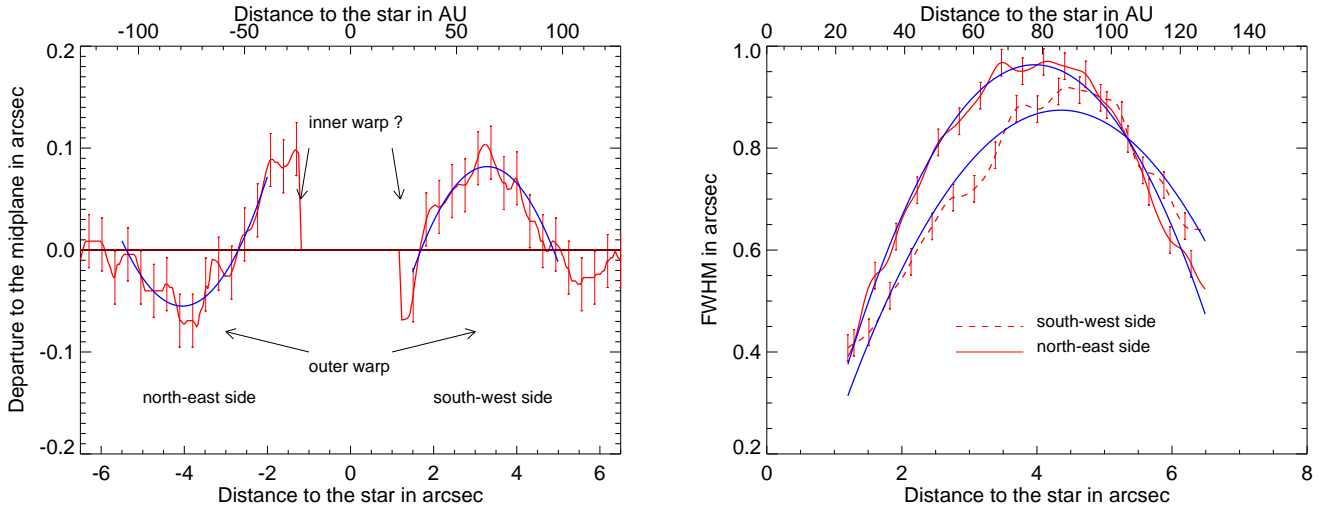 Distance to the star in AU
-100 -50 0 50 100
0.2
0.1
0.0
-0.1
-0.2
Departure to the midplane in arcsec
inner warp ?
outer warp
north-east side
south-west side
-6 -4 -2 0 2 4 6
Distance to the star in arcsec
Distance to the star in AU
0 20 40 60 80 100 120 140
1.0
0.8
0.6
0.4
0.2
FWHM in arcsec
south-west side
north-east side
0 2 4 6 8
Distance to the star in arcsec